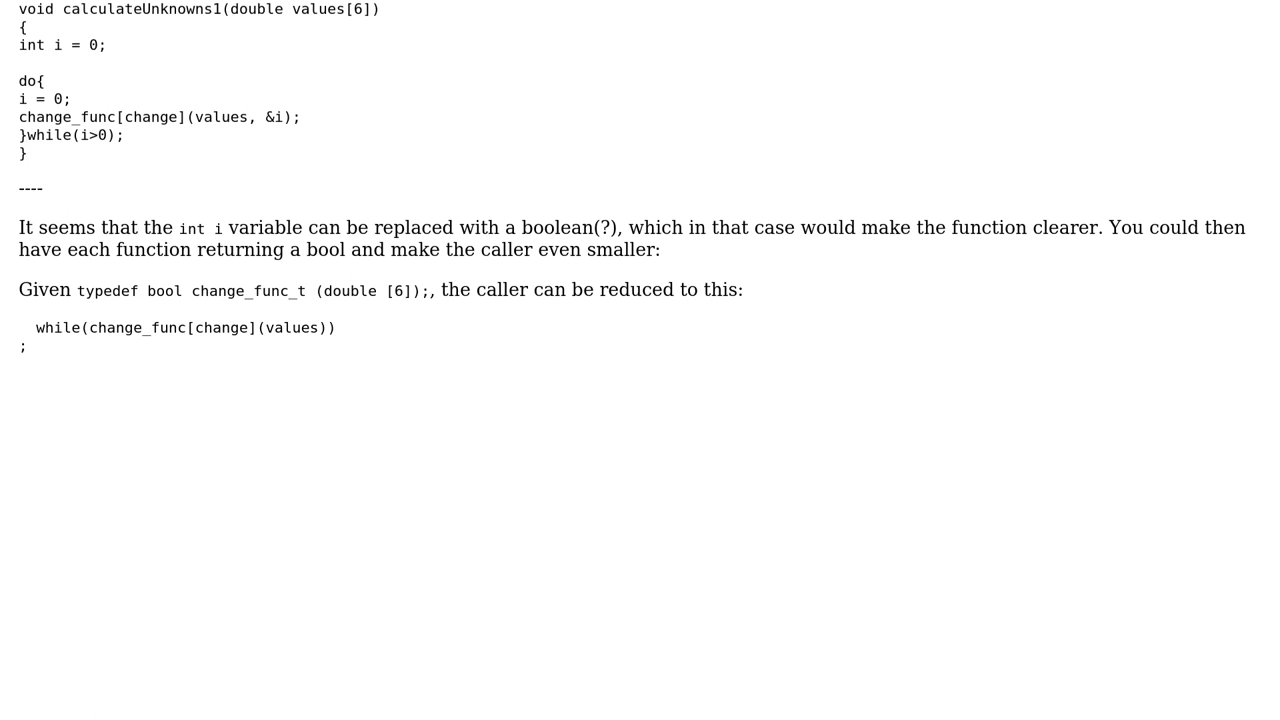 void calculateUnknowns1(double values[6])
{
int i = 0;

do{
i = 0;
change_func[change](values, &i);
}while(i>0);
}

----

It seems that the int i variable can be replaced with a boolean(?), which in that case would make the function clearer. You could then
have each function returning a bool and make the caller even smaller:

Given typedef bool change_func_t (double [6]);, the caller can be reduced to this:

  while(change_func[change](values))
;